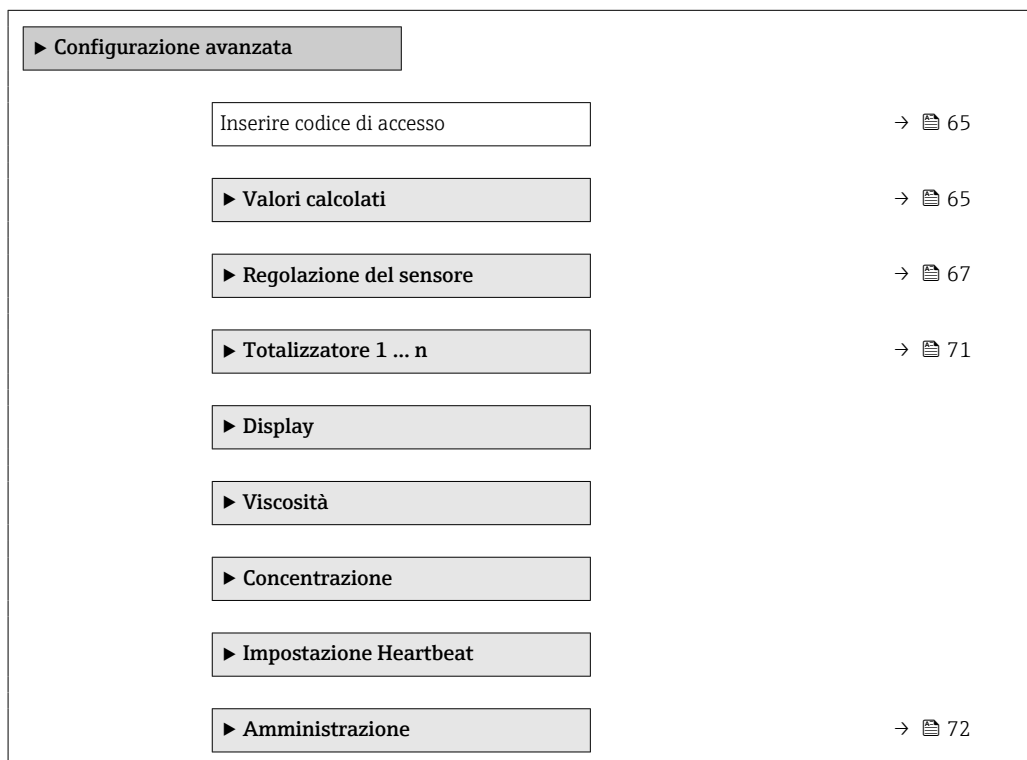 ▶ Configurazione avanzata
Inserire codice di accesso → 65
▶ Valori calcolati → 65
▶ Regolazione del sensore → 67
▶ Totalizzatore 1 … n → 71
▶ Display
▶ Viscosità
▶ Concentrazione
▶ Impostazione Heartbeat
▶ Amministrazione → 72